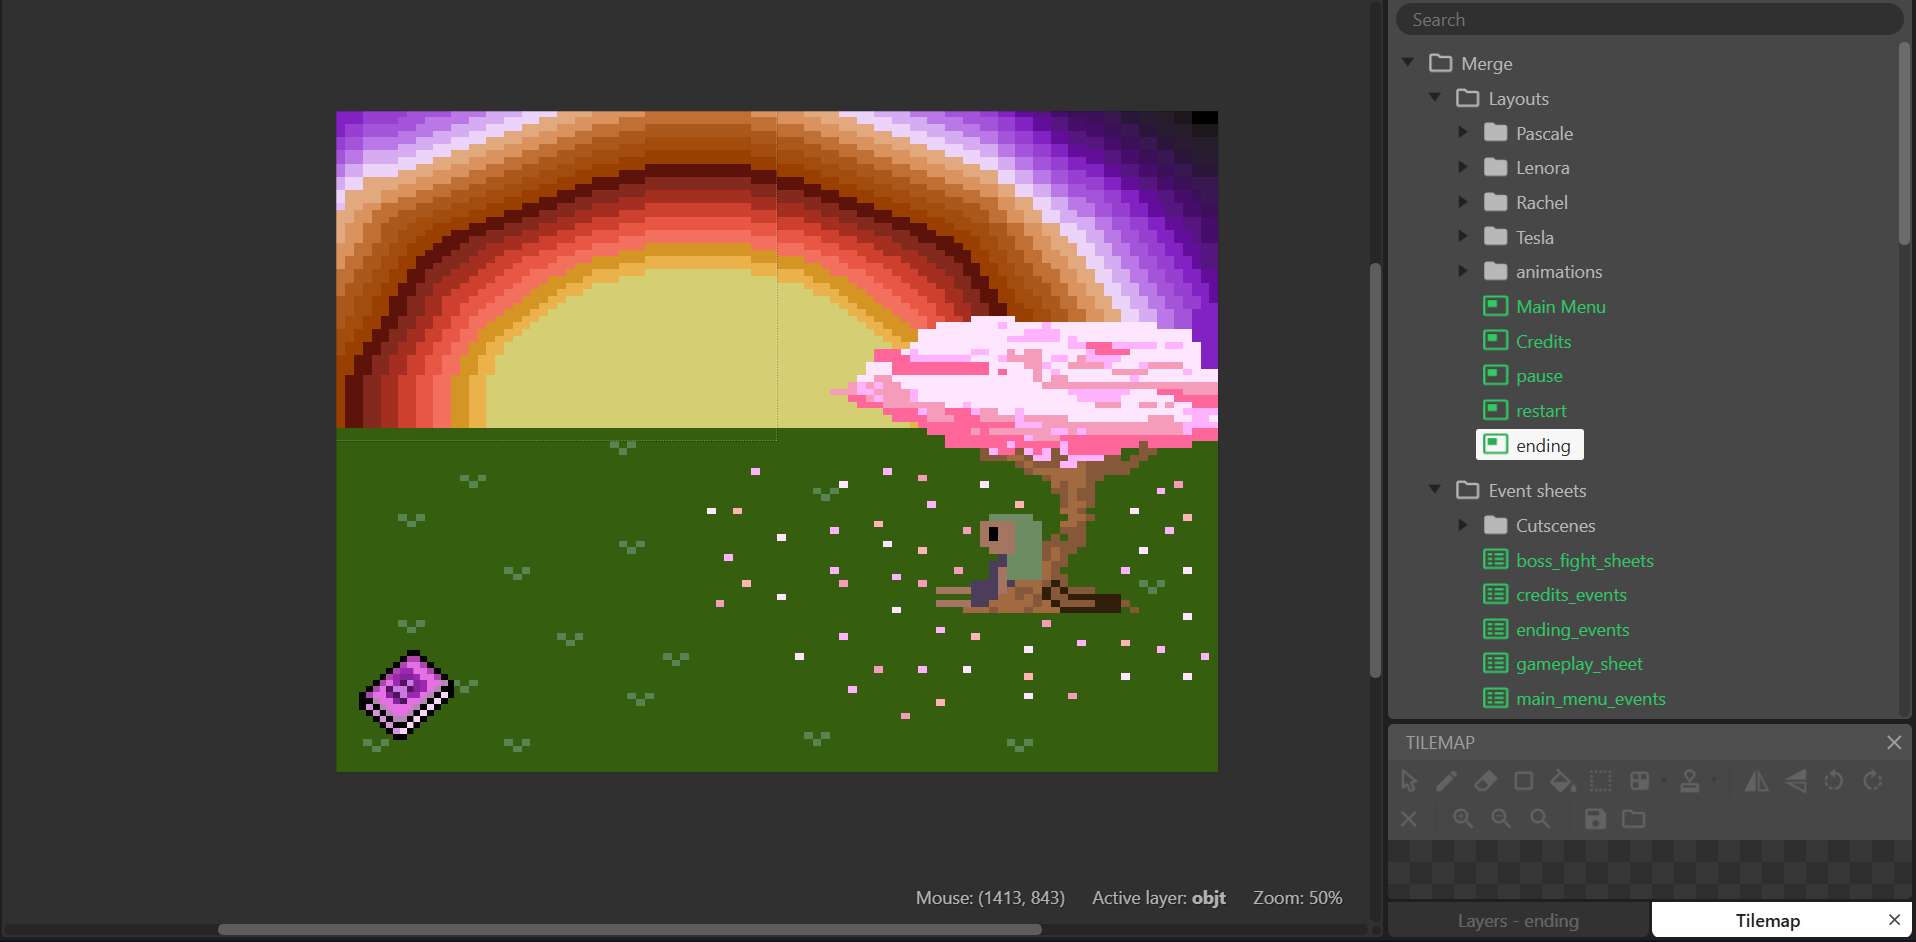 Search
Merge
Layouts
Pascale
Lenora
Rachel
Tesla
animations
Main Menu
Credits
pause
restart
ending
Event sheets
Cutscenes
boss_fight_sheets
credits_events
ending_events
gameplay_sheet
main_menu_events
TILEMAP
Mouse: (1413, 843) Active layer: objt Zoom: 50%
Layers - ending Tilemap